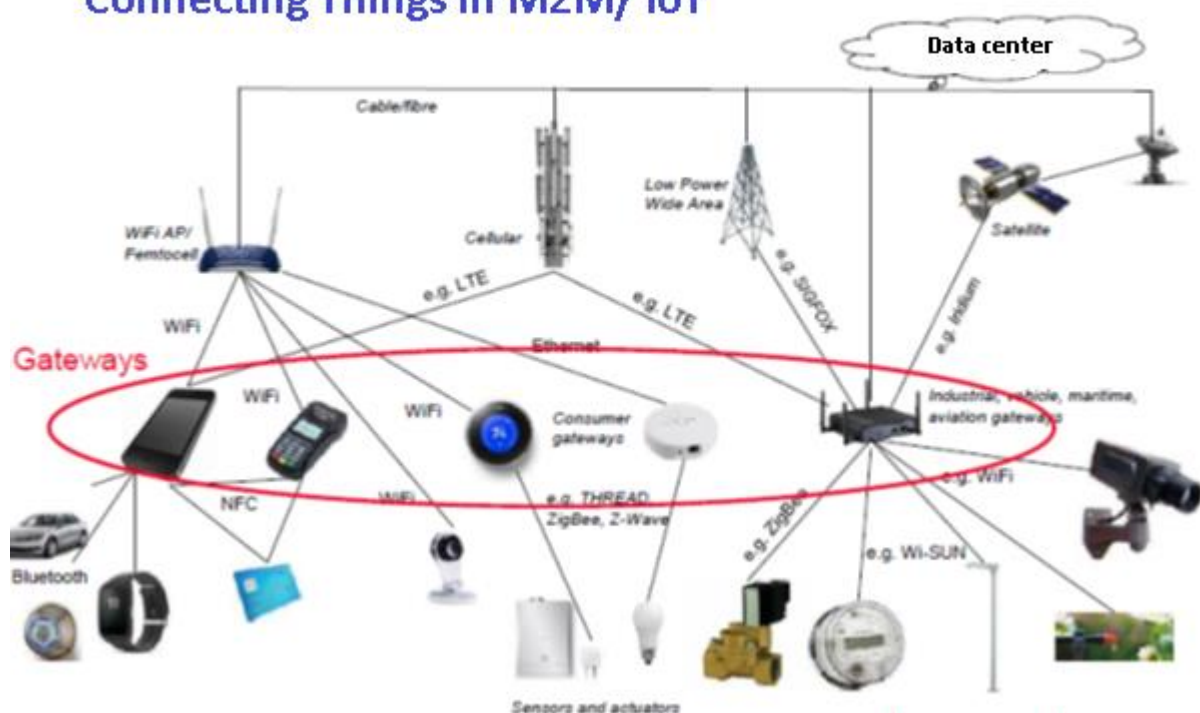 Connecting Things in M2M/ IoT
Data center
Cable/fibre
Low Power
Wide Area
WiFi AP/
Femtocell
Cellular
Satellite
e.g. LTE
e.g. LTE
e.g. SIGFOX
e.g. Iridium
WiFi
Ethernet
Gateways
WiFi
WiFi
Consumer
gateways
Industrial, vehicle, maritime,
aviation gateways
e.g. WiFi
NFC
WiFi
e.g. THREAD,
ZigBee, Z-Wave
e.g. ZigBee
e.g. Wi-SUN
Bluetooth
Sensors and actuators